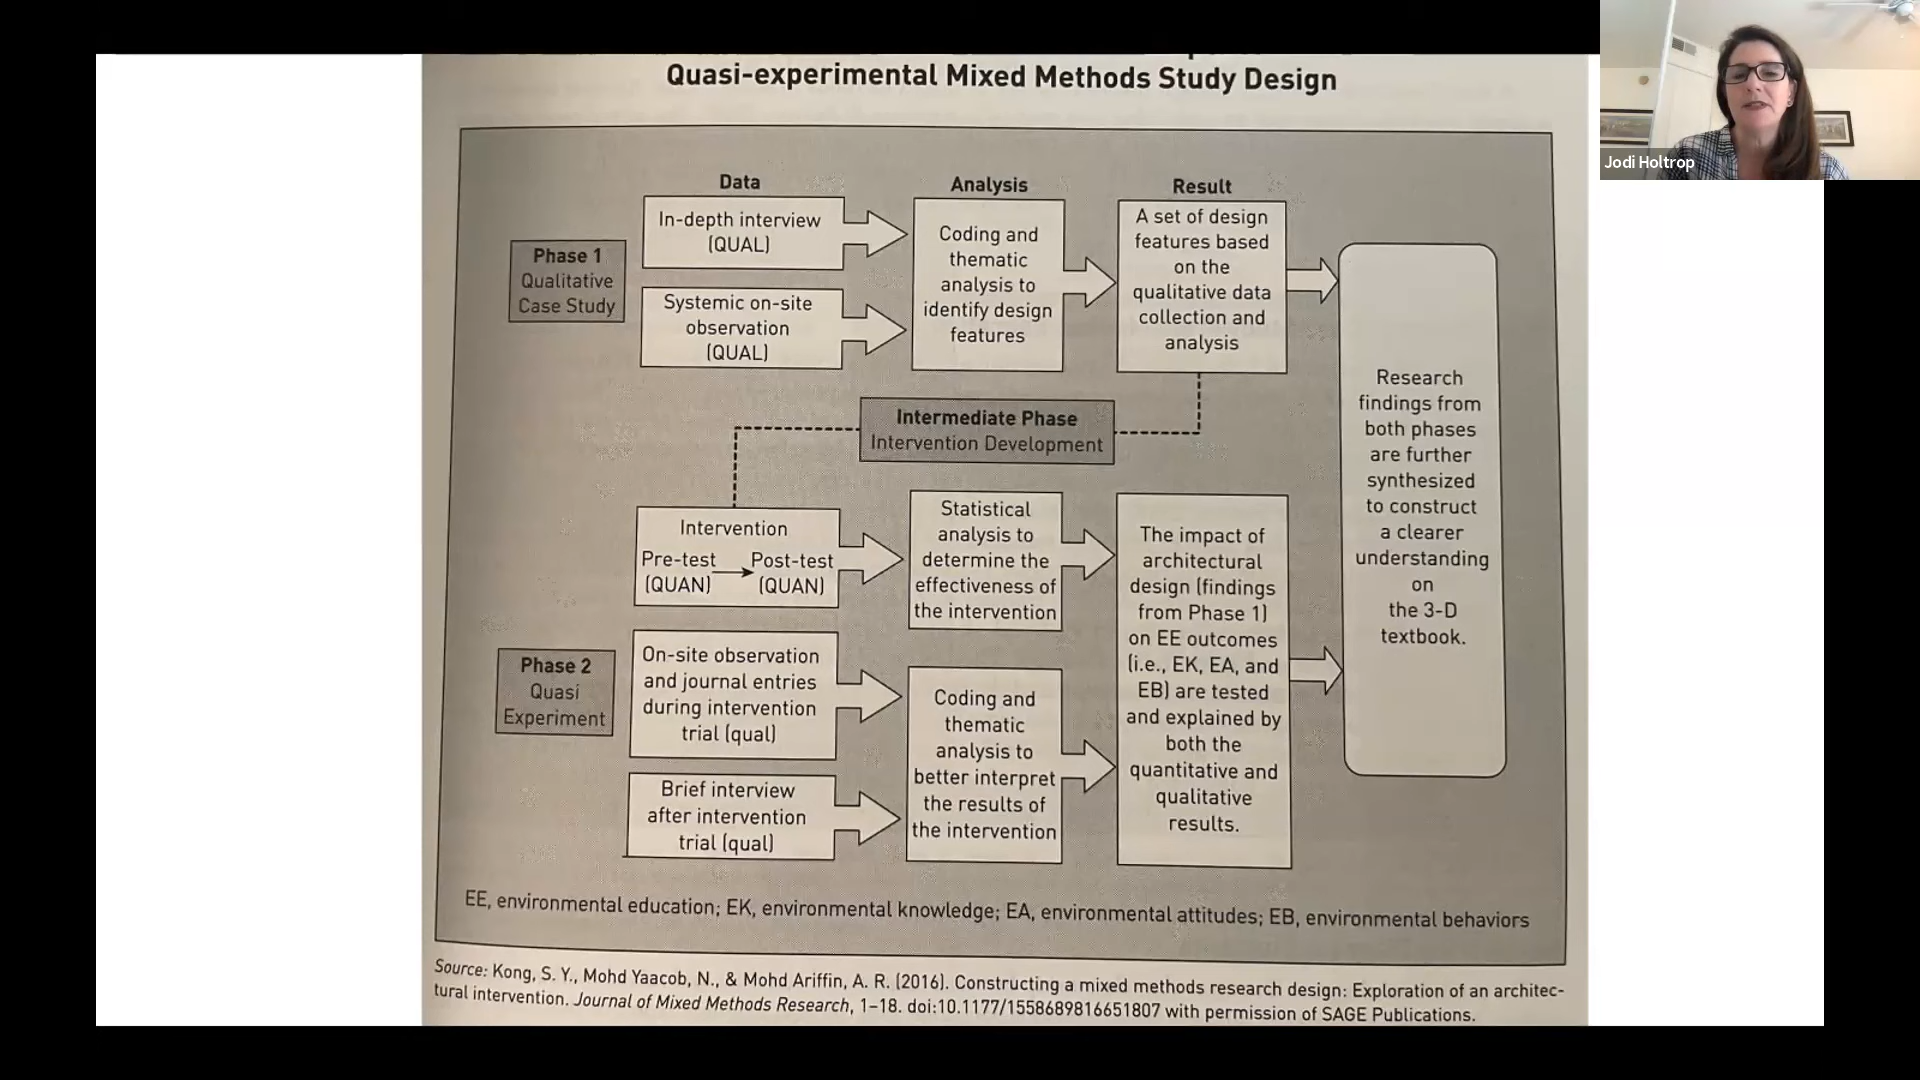 Quasi-experimental Mixed Methods Study Design
Data
Analysis
Result
Phase 1
Qualitative
Case Study
In-depth interview
(QUAL)
Systemic on-site
observation
(QUAL)
Coding and
thematic
analysis to
identify design
features
A set of design
features based
on the
qualitative data
collection and
analysis
Intermediate Phase
Intervention Development
Phase 2
Quasi
Experiment
Intervention
Pre-test
(QUAN)
Post-test
(QUAN)
On-site observation
and journal entries
during intervention
trial (qual)
Brief interview
after intervention
trial (qual)
Statistical
analysis to
determine the
effectiveness of
the intervention
Coding and
thematic
analysis to
better interpret
the results of
the intervention
The impact of
architectural
design (findings
from Phase 1)
on EE outcomes
(i.e., EK, EA, and
EB) are tested
and explained by
both the
quantitative and
qualitative
results.
Research
findings from
both phases
are further
synthesized
to construct
a clearer
understanding
on
the 3-D
textbook.
EE, environmental education; EK, environmental knowledge; EA, environmental attitudes; EB, environmental behaviors
Source: Kong, S. Y., Mohd Yaacob, N., & Mohd Ariffin, A. R. (2016). Constructing a mixed methods research design: Exploration of an architec-
tural intervention. Journal of Mixed Methods Research, 1–18. doi:10.1177/1558689816651807 with permission of SAGE Publications.
Jodi Holtrop